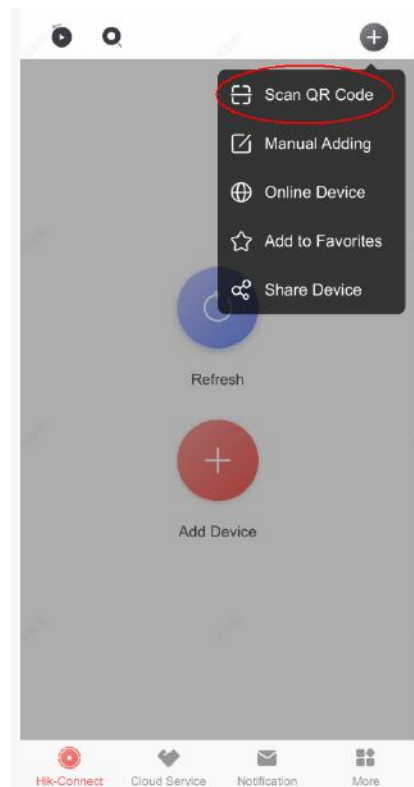 Scan QR Code
Manual Adding
Online Device
Add to Favorites
Share Device
Refresh
Add Device
Hik-Connect
Cloud Service
Notification
More